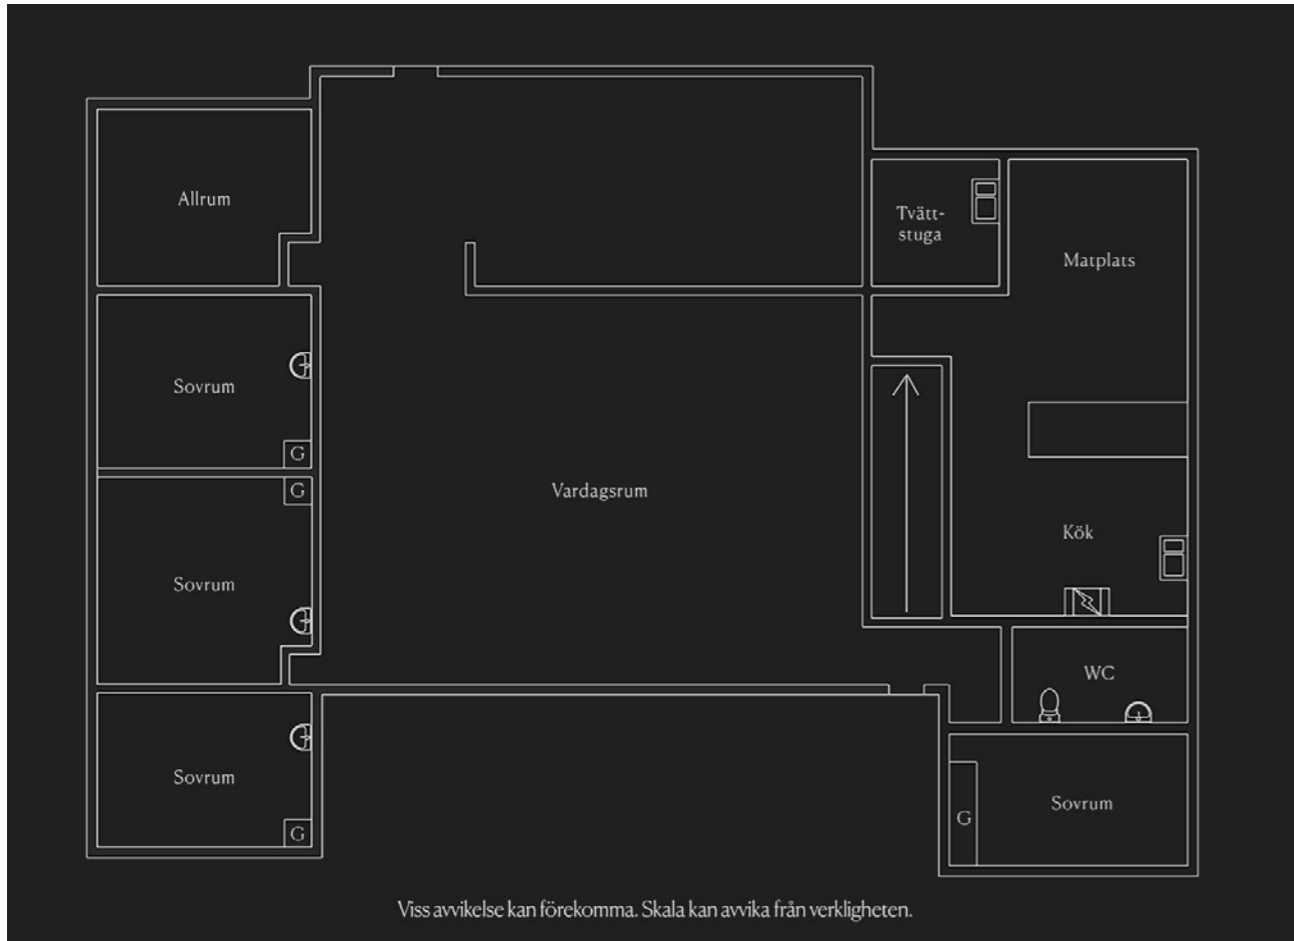 Allrum
Tvätt-
stuga
Matplats
Sovrum
G
G
Vardagsrum
Kök
Sovrum
WC
Sovrum
G
Sovrum
G
Viss avvikelse kan förekomma. Skala kan avvika från verkligheten.